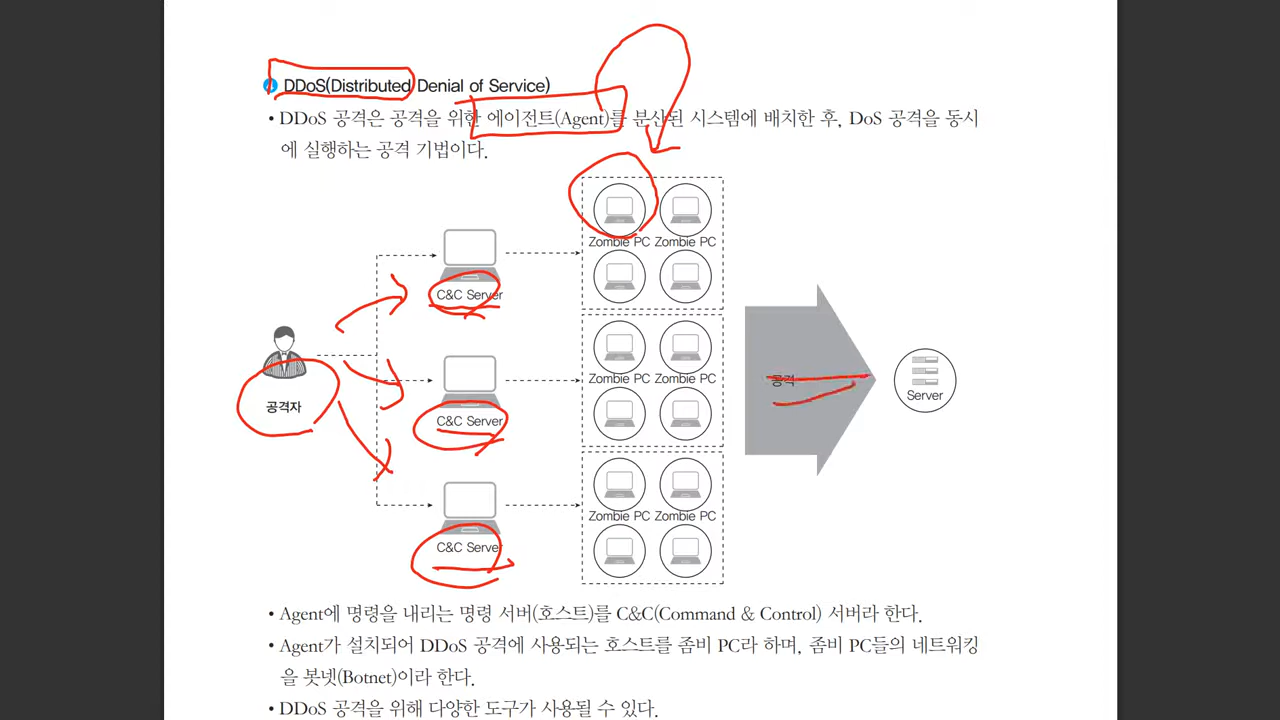 DDoS(Distributed Denial of Service)
• DDoS 공격은 공격을 위한 에이전트(Agent)를 분산된 시스템에 배치한 후, DoS 공격을 동시
에 실행하는 공격 기법이다.
Zombie PC Zombie PC
C&C Server
공격자
C&C Server
Zombie PC Zombie PC
공격
Server
C&C Server
Zombie PC Zombie PC
• Agent에 명령을 내리는 명령 서버(호스트)를 C&C(Command & Control) 서버라 한다.
• Agent가 설치되어 DDoS 공격에 사용되는 호스트를 좀비 PC라 하며, 좀비 PC들의 네트워킹
을 봇넷(Botnet)이라 한다.
• DDoS 공격을 위해 다양한 도구가 사용될 수 있다.